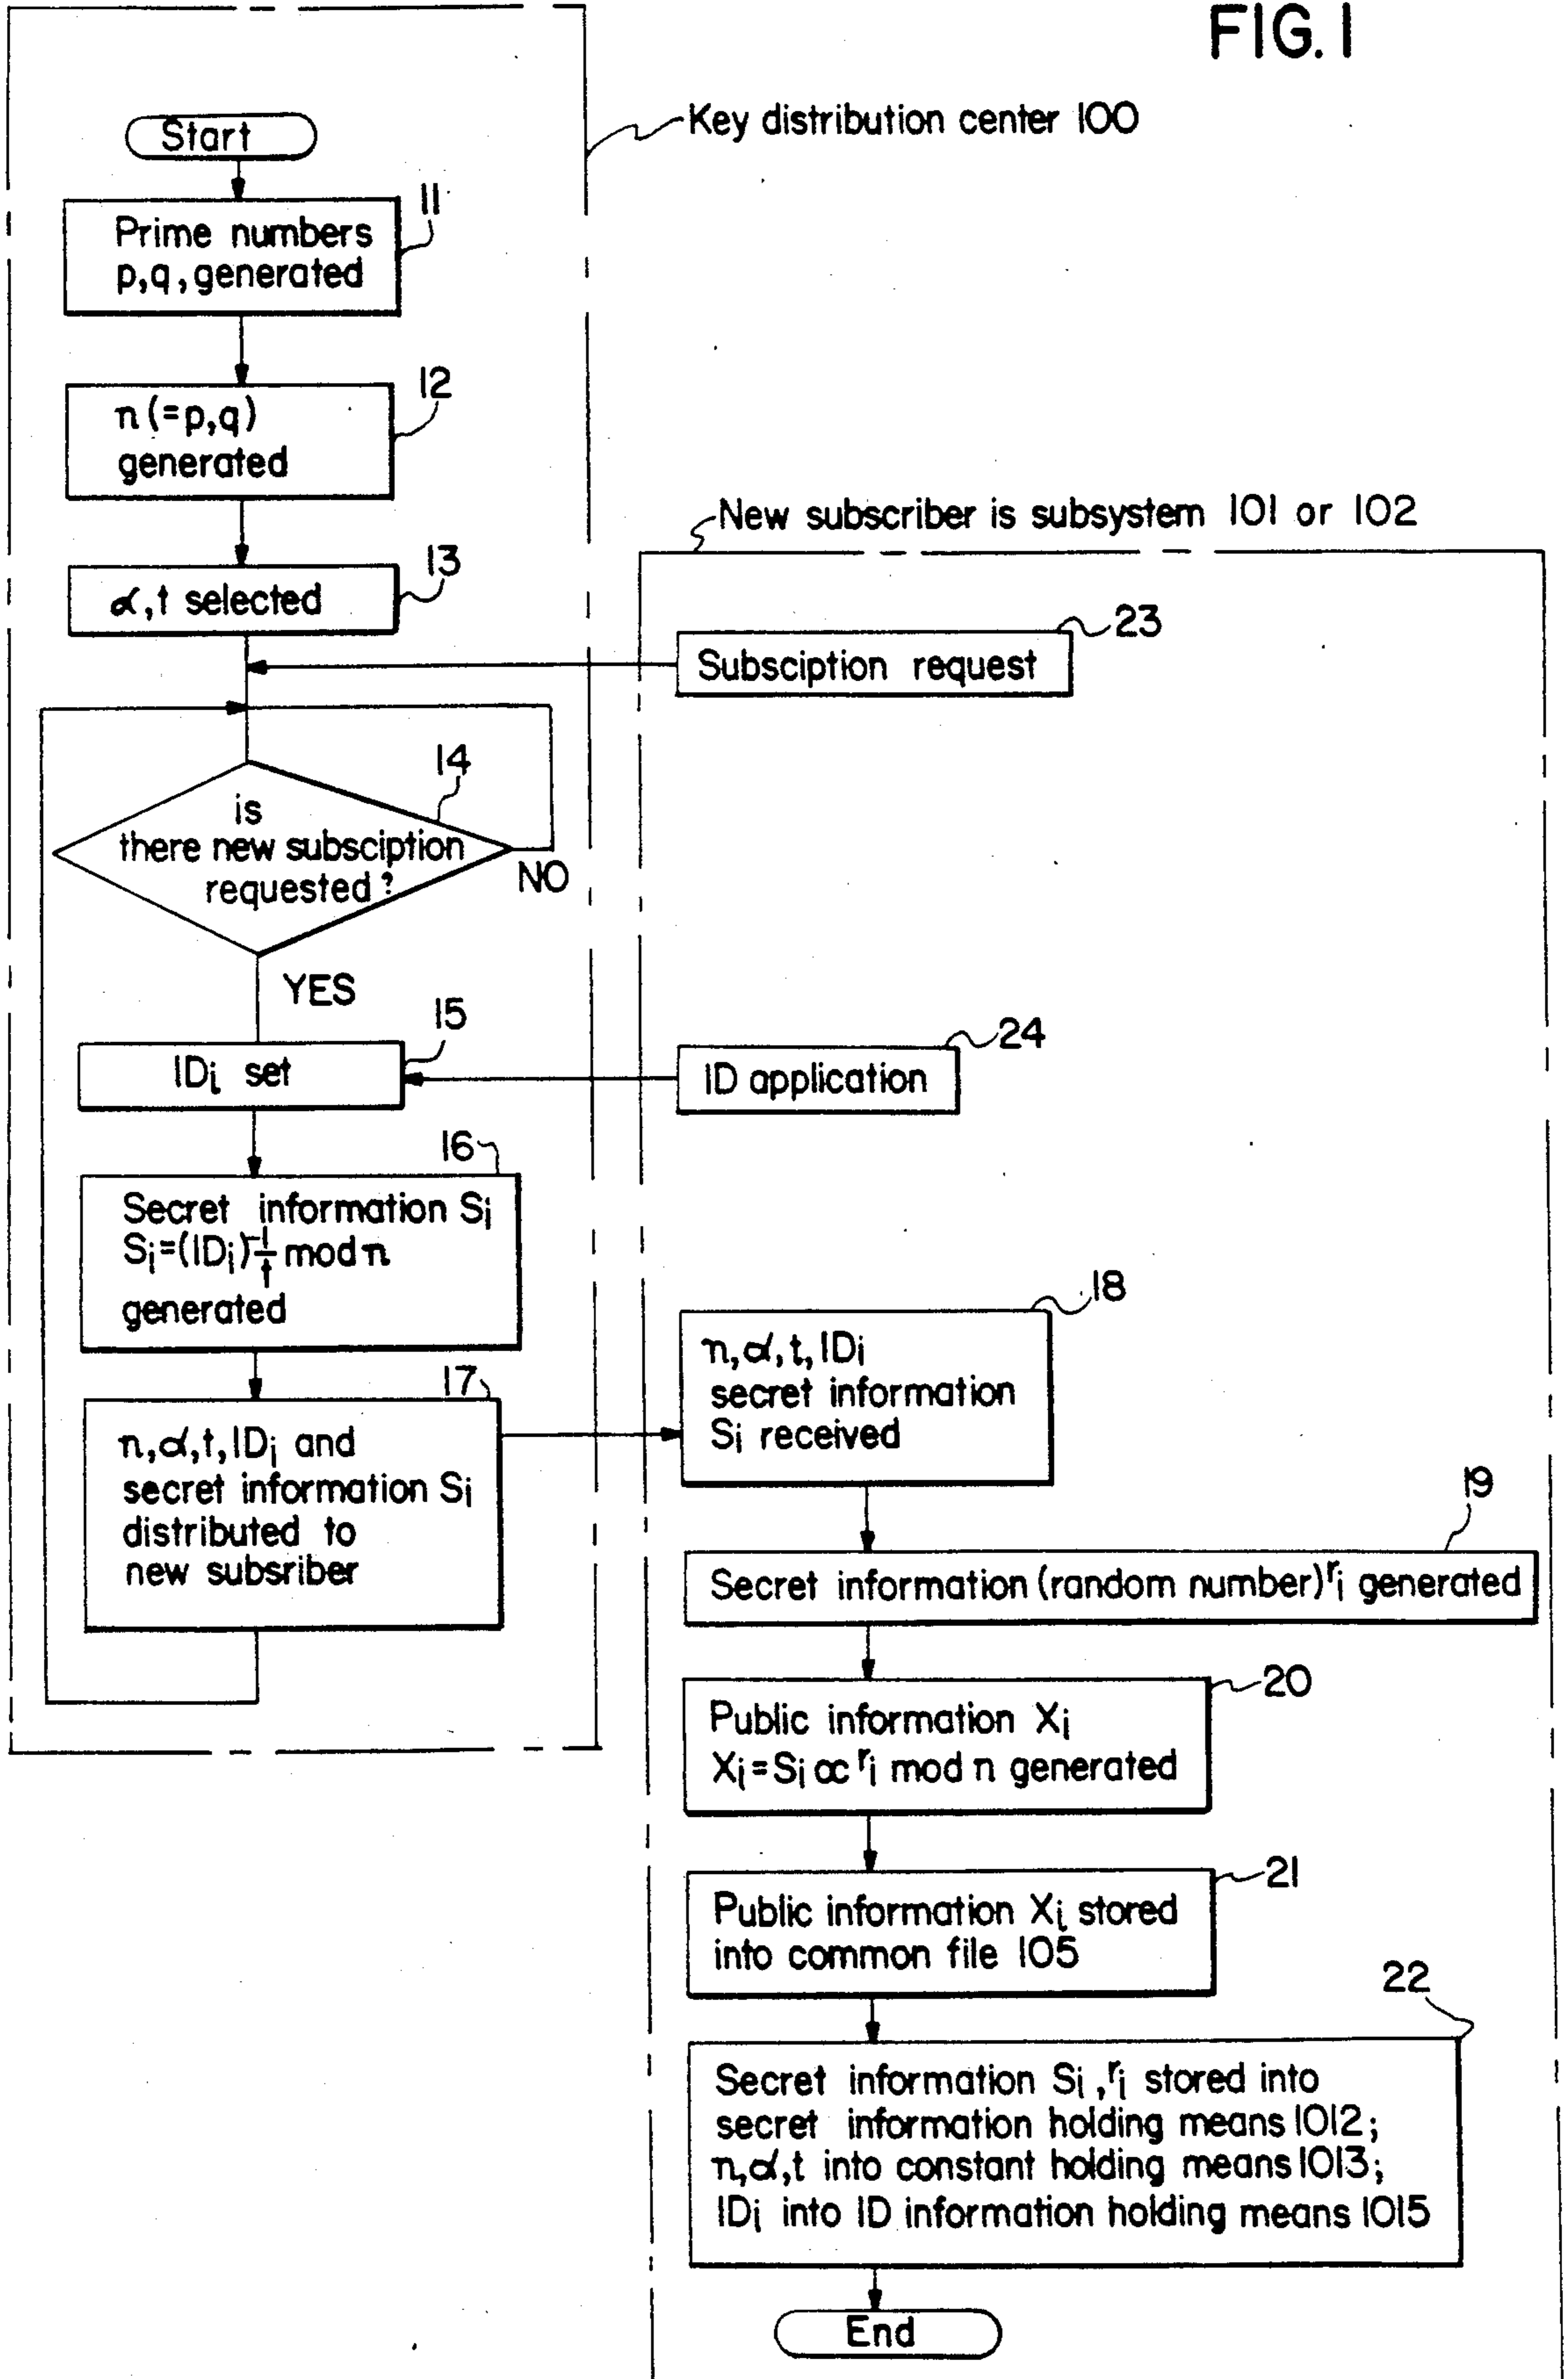 FIG. 1
Key distribution center 100
Start
11
Prime numbers
p,q, generated
12
n (=p,q)
generated
13
α, t selected
New subscriber is subsystem 101 or 102
23
Subsciption request
14
is
there new subsciption
requested?
NO
YES
15
IDi set
24
ID application
16
Secret information Si
Si=(IDi)^1/t mod n
generated
17
n,α,t,IDi and
secret information Si
distributed to
new subsriber
18
n,α,t,IDi
secret information
Si received
19
Secret information (random number) ri generated
20
Public information Xi
Xi=Si α^ri mod n generated
21
Public information Xi stored
into common file 105
22
Secret information Si, ri stored into
secret information holding means 1012;
n,α,t into constant holding means 1013;
IDi into ID information holding means 1015
End